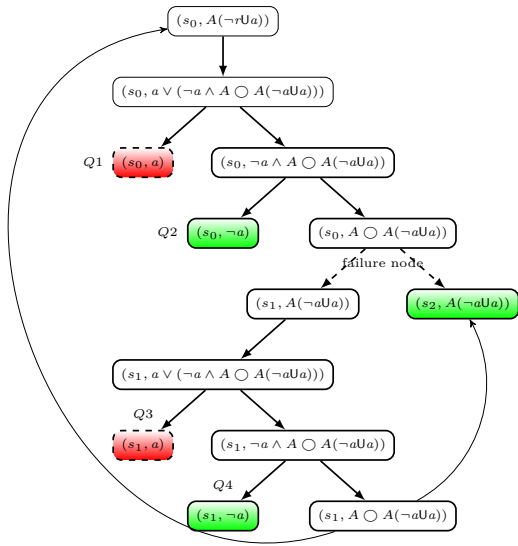 (s₀, A(¬rUa))
(s₀, a ∨ (¬a ∧ A ◯ A(¬aUa)))
Q1 (s₀, a) (s₀, ¬a ∧ A ◯ A(¬aUa))
Q2 (s₀, ¬a) (s₀, A ◯ A(¬aUa))
failure node
(s₁, A(¬aUa)) (s₂, A(¬aUa))
(s₁, a ∨ (¬a ∧ A ◯ A(¬aUa)))
Q3
(s₁, a) (s₁, ¬a ∧ A ◯ A(¬aUa))
Q4
(s₁, ¬a) (s₁, A ◯ A(¬aUa))